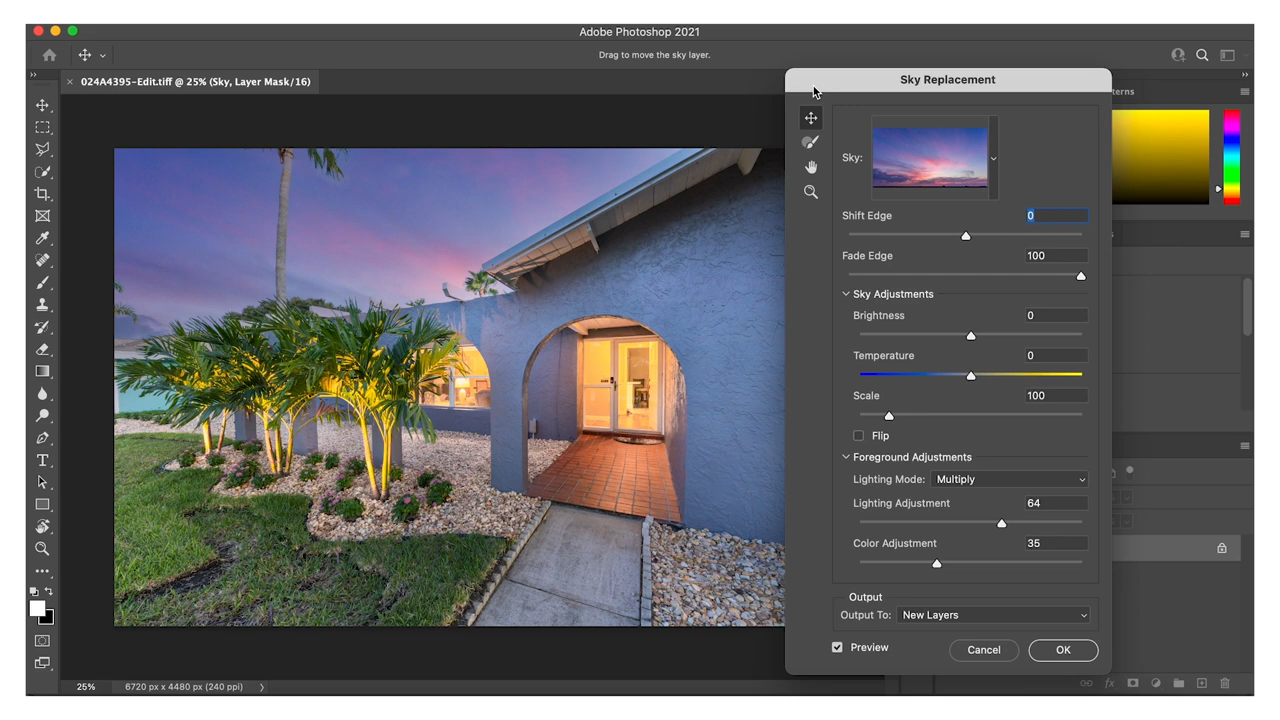 Adobe Photoshop 2021
Drag to move the sky layer.
024A4395-Edit.tiff @ 25% (Sky, Layer Mask/16)
Sky Replacement
terns
Sky:
Shift Edge 0
Fade Edge 100
s
Sky Adjustments
Brightness 0
Temperature 0
Scale 100
Flip
Foreground Adjustments
Lighting Mode: Multiply
Lighting Adjustment 64
Color Adjustment 35
Output
Output To: New Layers
Preview
Cancel
OK
25%
6720 px x 4480 px (240 ppi)
fx